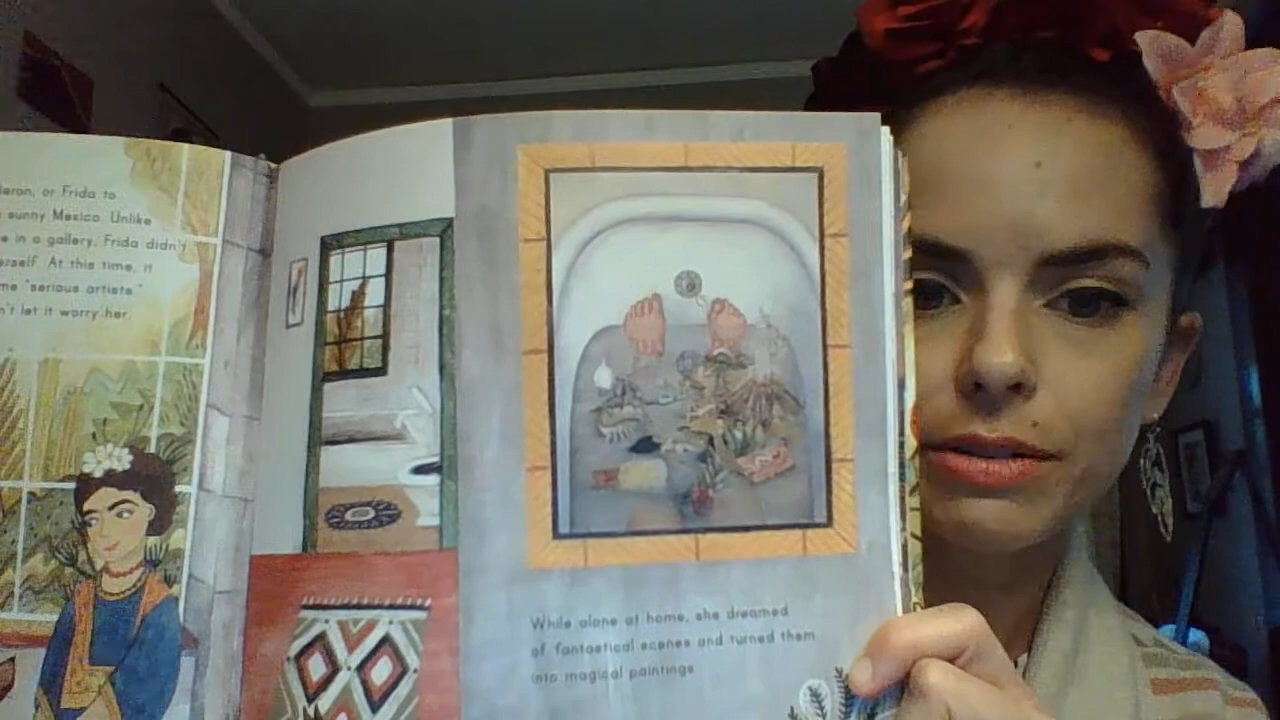 or Frida to
sunny Mexico. Unlike
in a gallery, Frida didn't
At this time, it
"serious artists."
let it worry her.
While alone at home, she dreamed
of fantastical scenes and turned them
into magical paintings.